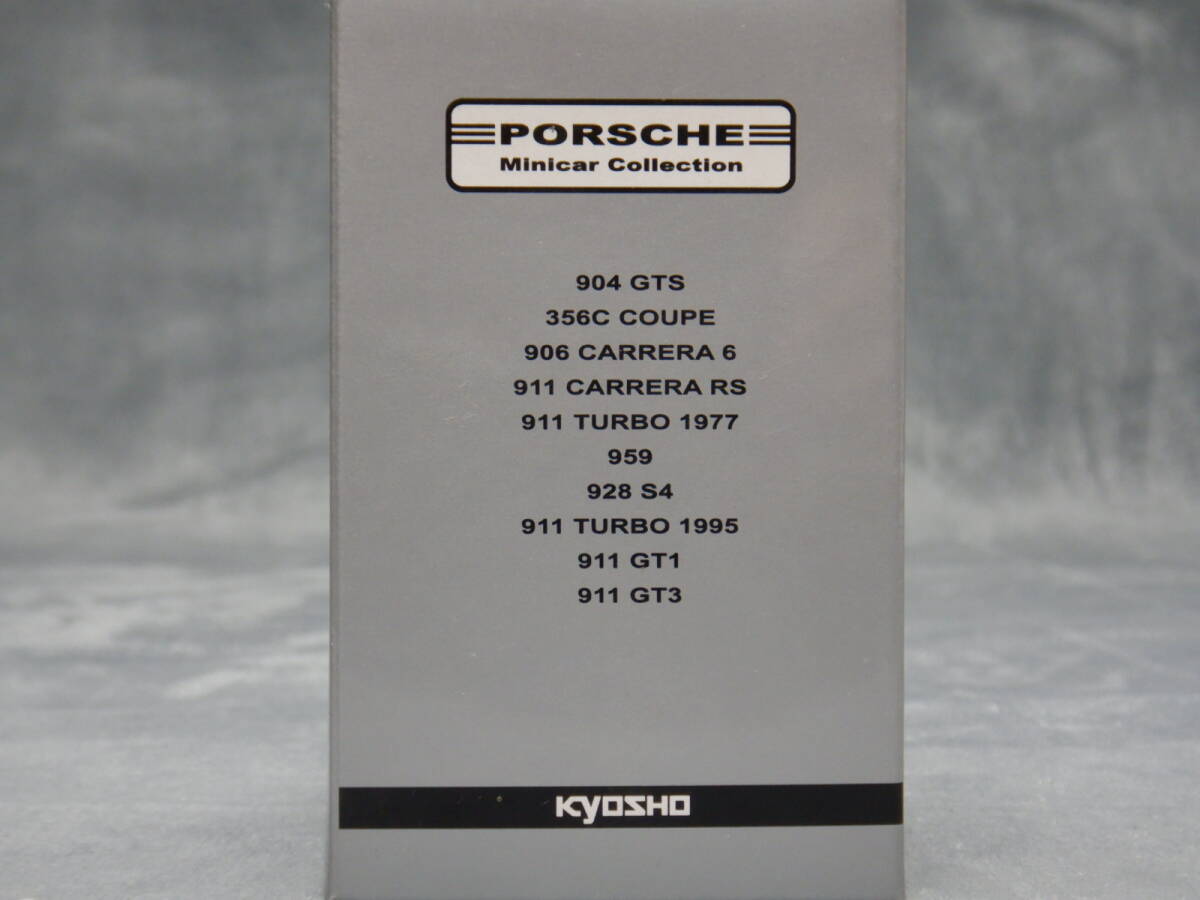 PORSCHE
Minicar Collection
904 GTS
356C COUPE
906 CARRERA 6
911 CARRERA RS
911 TURBO 1977
959
928 S4
911 TURBO 1995
911 GT1
911 GT3
KYOSHO